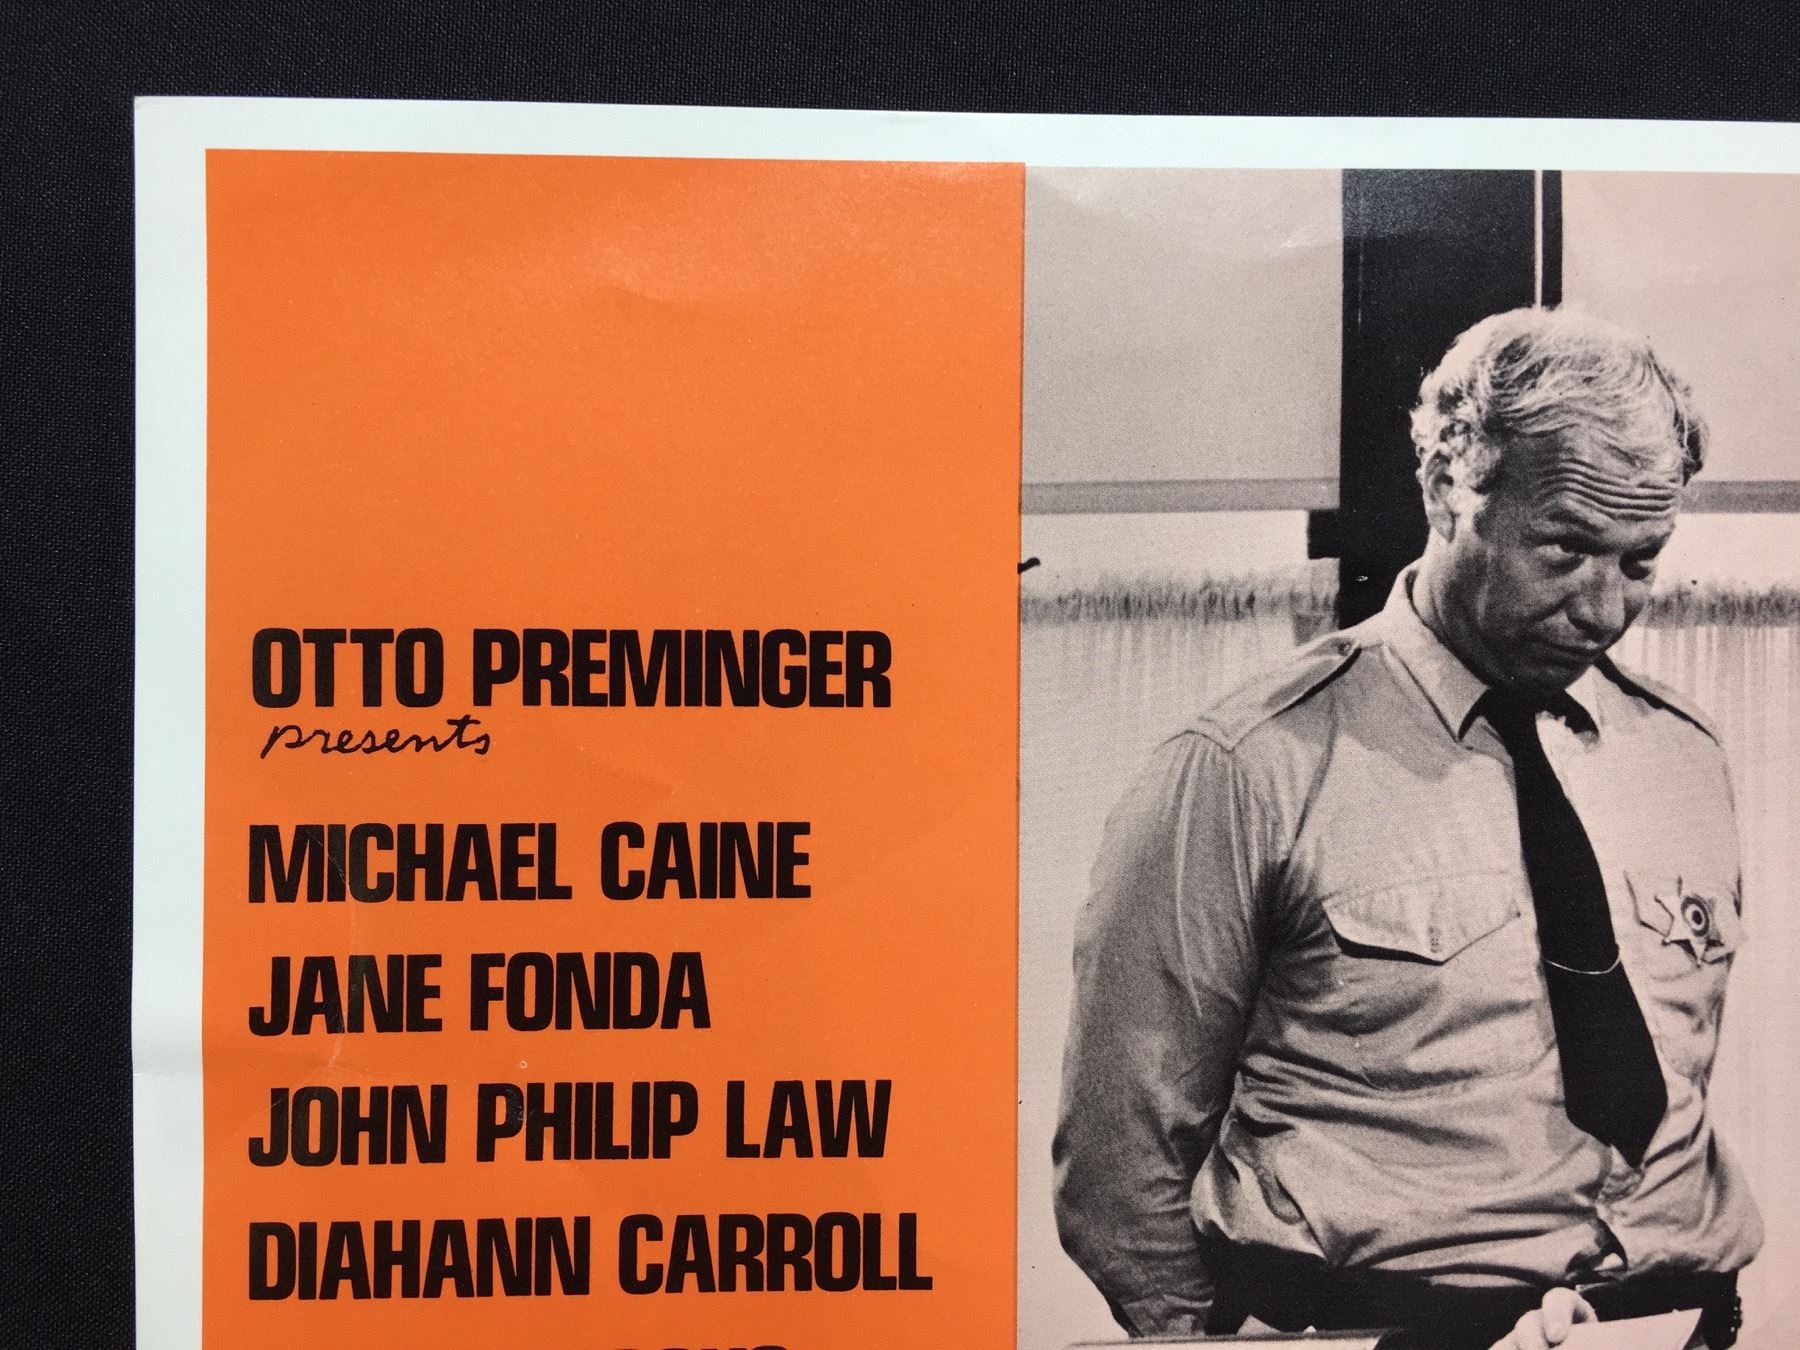 OTTO PREMINGER
presents
MICHAEL CAINE
JANE FONDA
JOHN PHILIP LAW
DIAHANN CARROLL